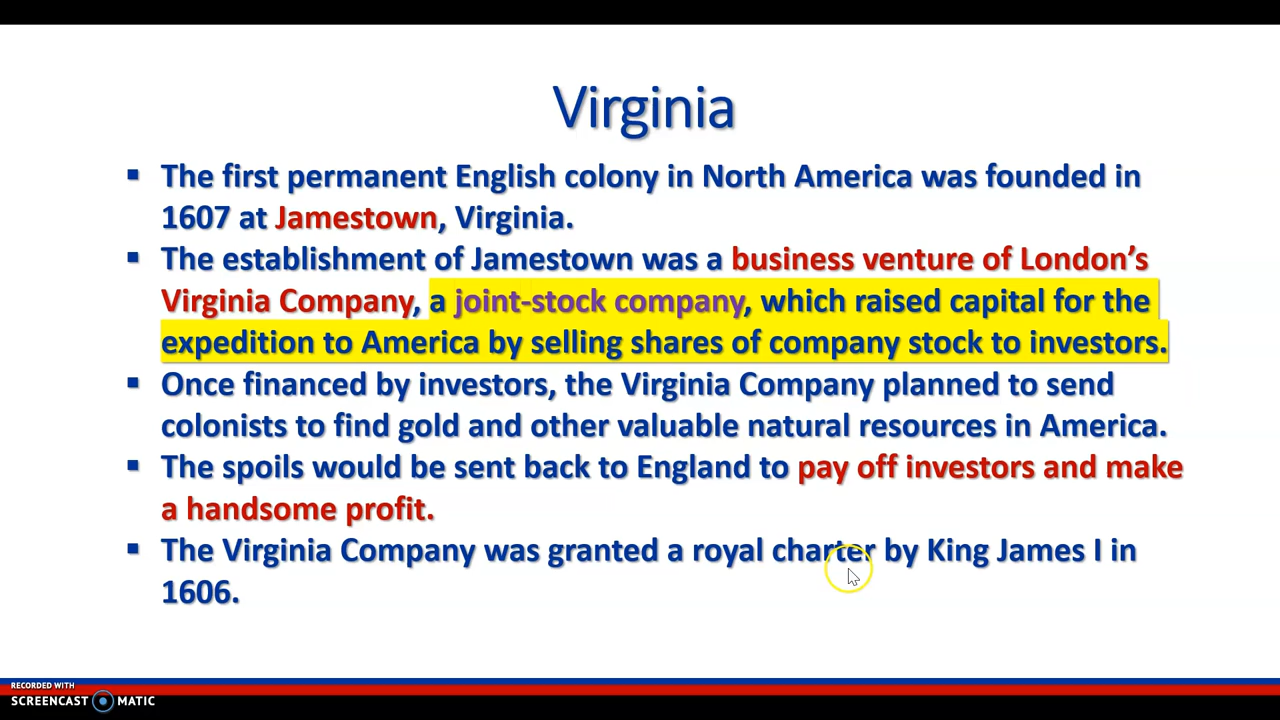 Virginia
▪ The first permanent English colony in North America was founded in
1607 at Jamestown, Virginia.
▪ The establishment of Jamestown was a business venture of London’s
Virginia Company, a joint-stock company, which raised capital for the
expedition to America by selling shares of company stock to investors.
▪ Once financed by investors, the Virginia Company planned to send
colonists to find gold and other valuable natural resources in America.
▪ The spoils would be sent back to England to pay off investors and make
a handsome profit.
▪ The Virginia Company was granted a royal charter by King James I in
1606.
RECORDED WITH
SCREENCAST MATIC